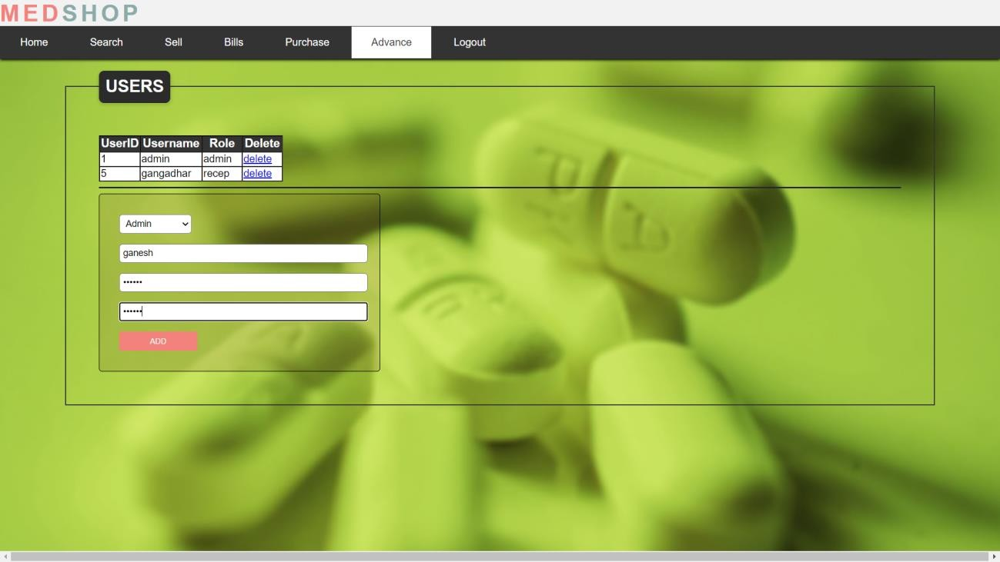 MEDSHOP
Home Search Sell Bills Purchase Advance Logout
USERS
UserID Username Role Delete
1 admin admin delete
5 gangadhar recep delete
Admin
ganesh
••••••
••••••
ADD